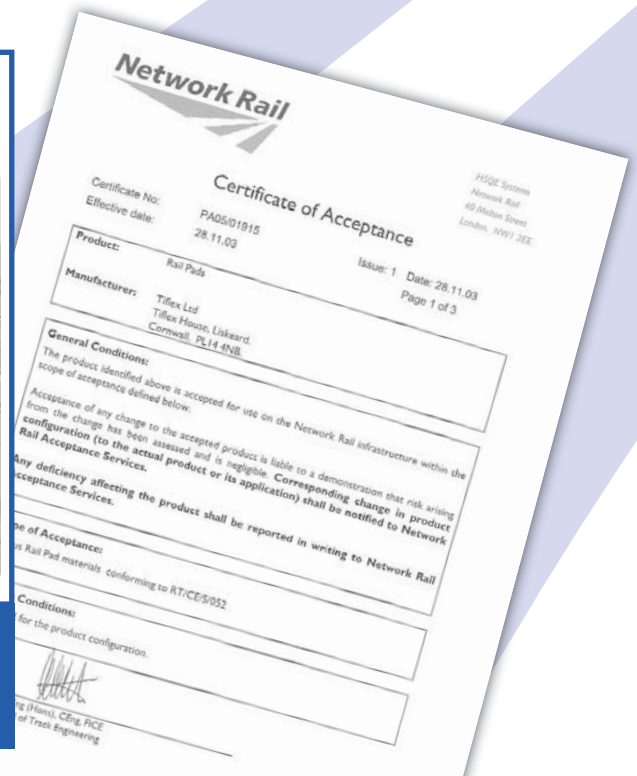 Network Rail
HSQE Systems
Network Rail
40 Melton Street
London, NW1 2EE
Certificate of Acceptance
Certificate No: PA05/01915
Effective date: 28.11.03
Issue: 1 Date: 28.11.03
Page 1 of 3
Product: Rail Pads
Manufacturer: Tiflex Ltd
Tiflex House, Liskeard,
Cornwall, PL14 4NB.
General Conditions:
The product identified above is accepted for use on the Network Rail infrastructure within the
scope of acceptance defined below.
Acceptance of any change to the accepted product is liable to a demonstration that risk arising
from the change has been assessed and is negligible. Corresponding change in product
configuration (to the actual product or its application) shall be notified to Network
Rail Acceptance Services.
Any deficiency affecting the product shall be reported in writing to Network Rail
cceptance Services.
pe of Acceptance:
us Rail Pad materials conforming to RT/CE/S/052
Conditions:
for the product configuration.
ng (Hons), CEng, FICE
of Track Engineering